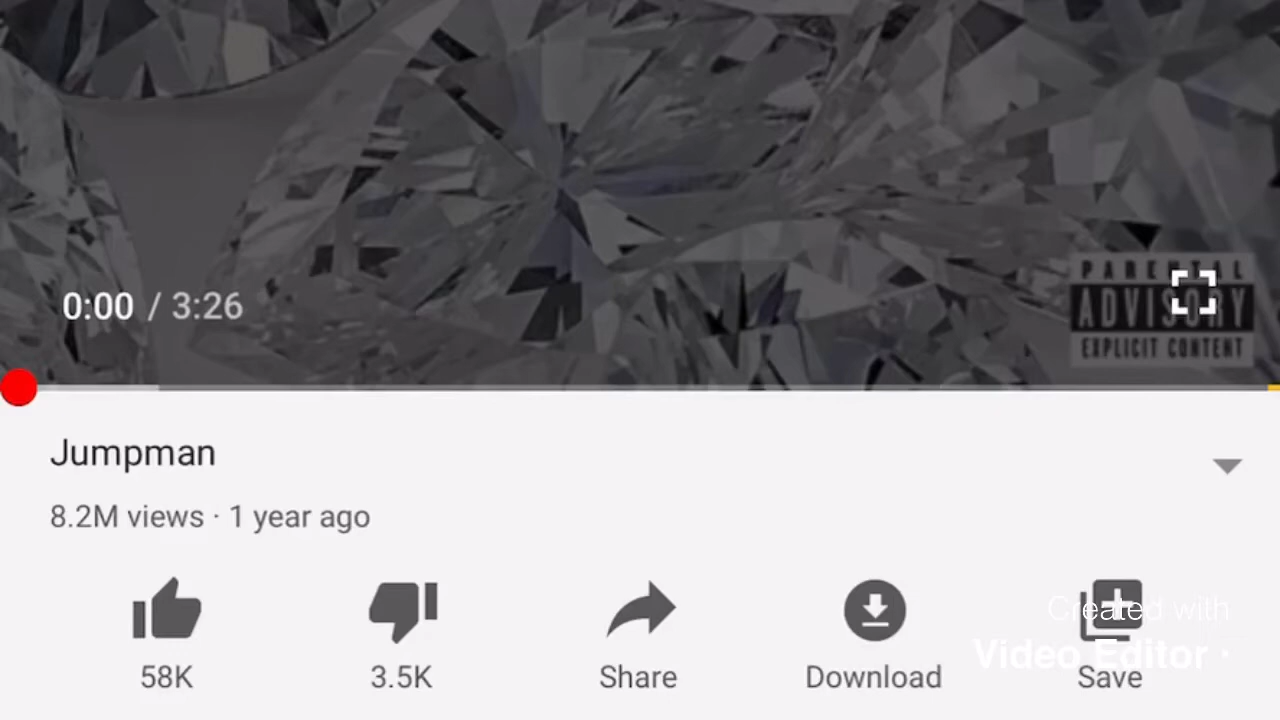 PARENTAL
ADVISORY
EXPLICIT CONTENT
0:00 / 3:26
Jumpman
8.2M views · 1 year ago
58K
3.5K
Share
Download
Save
Created with
Video Editor ·